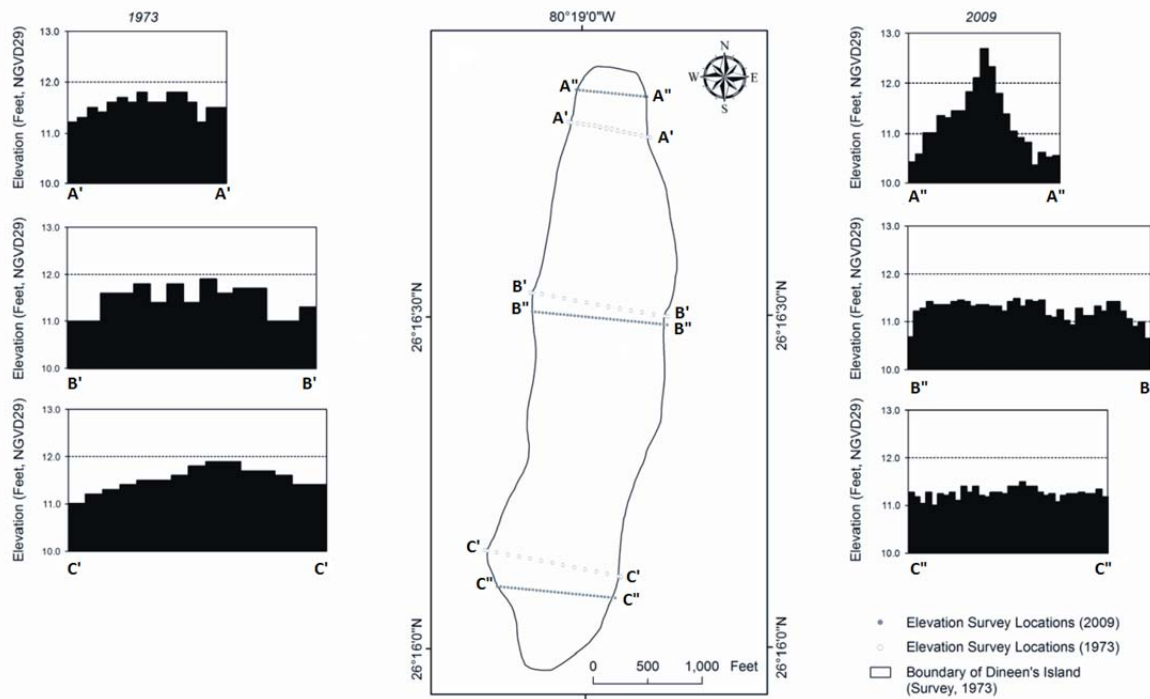 1973
Elevation (Feet, NGVD29)
13.0
12.0
11.0
10.0
A'
A'
Elevation (Feet, NGVD29)
13.0
12.0
11.0
10.0
B'
B'
Elevation (Feet, NGVD29)
13.0
12.0
11.0
10.0
C'
C'
80°19'0"W
N
W
E
S
A"
A"
A'
A'
B'
B'
B"
B"
C'
C'
C"
C"
26°16'30"N
26°16'30"N
26°16'0"N
26°16'0"N
0 500 1,000 Feet
2009
Elevation (Feet, NGVD29)
13.0
12.0
11.0
10.0
A"
A"
Elevation (Feet, NGVD29)
13.0
12.0
11.0
10.0
B"
B
Elevation (Feet, NGVD29)
13.0
12.0
11.0
10.0
C"
C"
Elevation Survey Locations (2009)
Elevation Survey Locations (1973)
Boundary of Dineen's Island
(Survey, 1973)